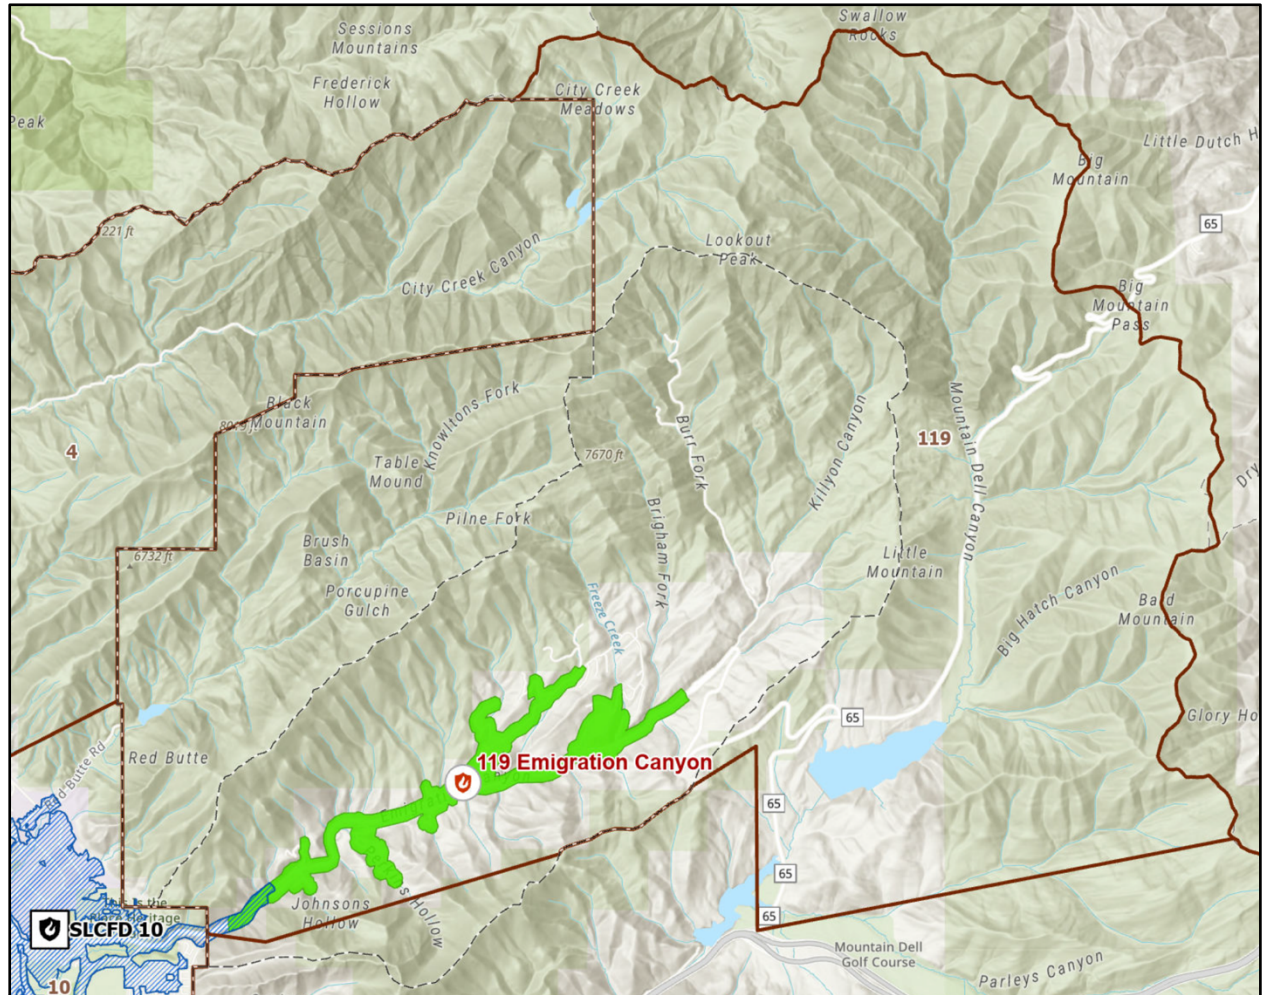 Swallow
Rocks
Sessions
Mountains
Frederick
Hollow
City Creek
Meadows
Peak
Little Dutch H
Big
Mountain
65
221 ft
Lookout
Peak
City Creek Canyon
Big
Mountain
Pass
Black
Mountain
Knowltons Fork
Mountain Dell Canyon
Burr Fork
Killyon Canyon
119
4
7670 ft
Table
Mound
Dry
Pilne Fork
Brigham Fork
Brush
Basin
6732 ft
Little
Mountain
Porcupine
Gulch
Freeze Creek
Big Hatch Canyon
Bald
Mountain
65
Glory Ho
Red Butte
119 Emigration Canyon
65
65
Johnsons
Hollow
s Hollow
This is the
SLCFD 10
65
Mountain Dell
Golf Course
Parleys Canyon
10